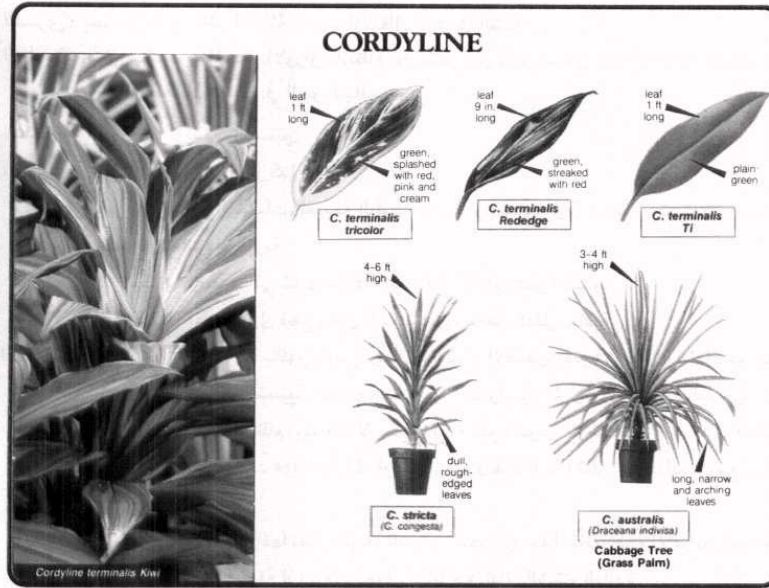 CORDYLINE
leaf
1 ft
long
green,
splashed
with red,
pink and
cream
C. terminalis
tricolor
leaf
9 in.
long
green,
streaked
with red
C. terminalis
Rededge
leaf
1 ft
long
plain-
green
C. terminalis
Ti
4–6 ft
high
dull,
rough-
edged
leaves
C. stricta
(C. congesta)
3–4 ft
high
long, narrow
and arching
leaves
C. australis
(Draceana indivisa)
Cabbage Tree
(Grass Palm)
Cordyline terminalis Kiwi